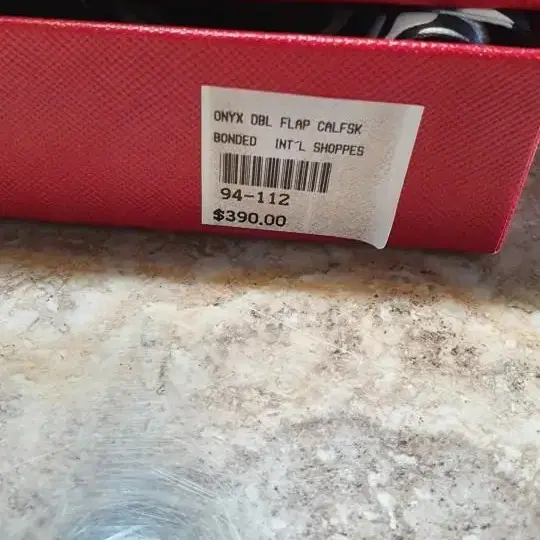 ONYX DBL FLAP CALFSK
BONDED INT'L SHOPPES
94-112
$390.00